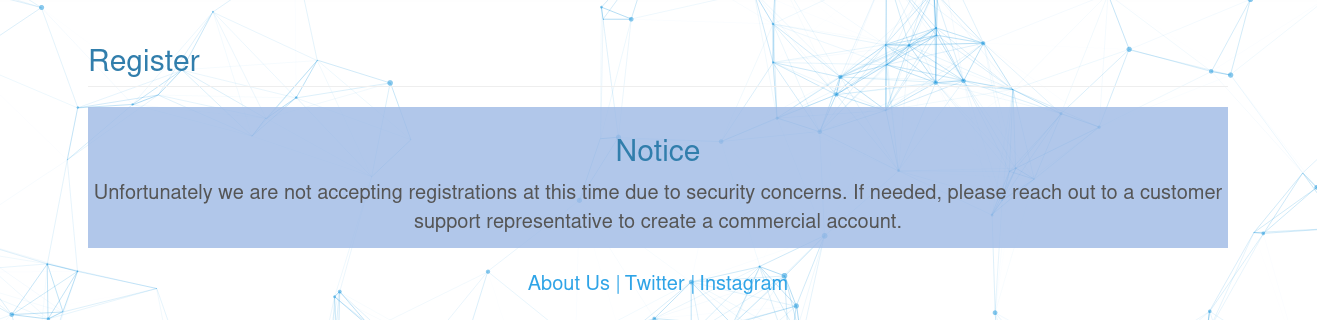 Register
Notice
Unfortunately we are not accepting registrations at this time due to security concerns. If needed, please reach out to a customer
support representative to create a commercial account.
About Us | Twitter | Instagram